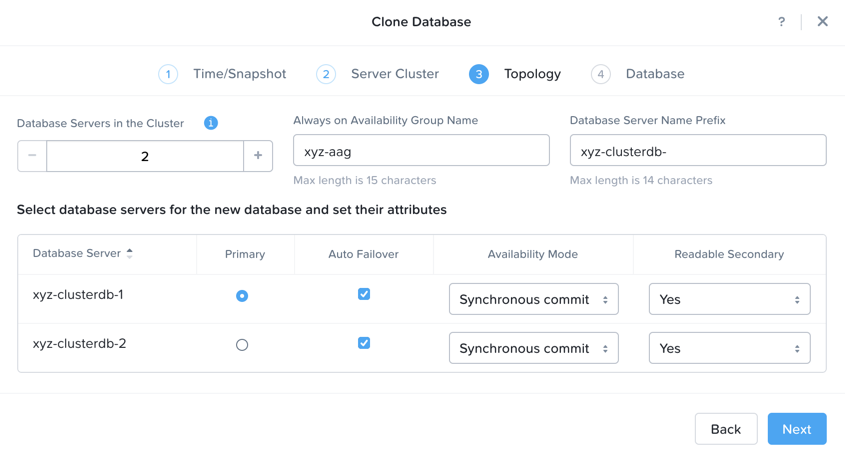 Clone Database
?
1 Time/Snapshot 2 Server Cluster 3 Topology 4 Database
Database Servers in the Cluster i
2
Always on Availability Group Name
xyz-aag
Max length is 15 characters
Database Server Name Prefix
xyz-clusterdb-
Max length is 14 characters
Select database servers for the new database and set their attributes
Database Server Primary Auto Failover Availability Mode Readable Secondary
xyz-clusterdb-1 Synchronous commit Yes
xyz-clusterdb-2 Synchronous commit Yes
Back Next